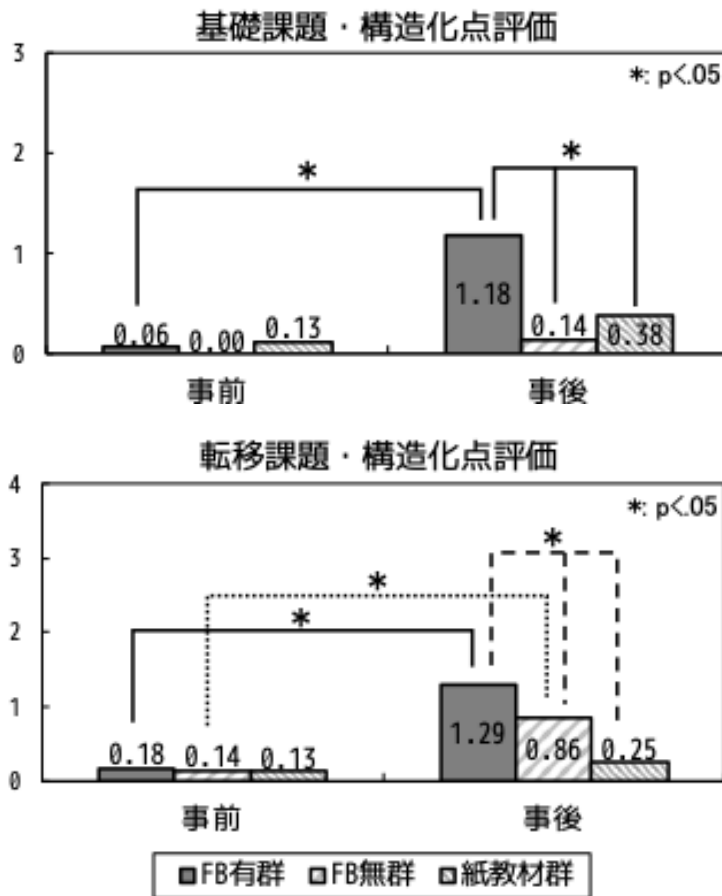 基礎課題・構造化点評価
3
*: p<.05
2
*
*
1
1.18
0.06
0.00
0.13
0.14
0.38
0
事前
事後
転移課題・構造化点評価
4
*: p<.05
3
*
*
2
*
1
1.29
0.86
0.18
0.14
0.13
0.25
0
事前
事後
FB有群 FB無群 紙教材群